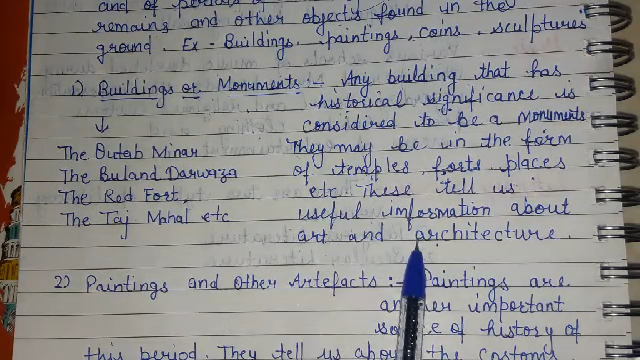 and of
remains and other objects found in the
ground. Ex - Buildings, paintings, coins, sculptures
1) Buildings or Monuments :- Any building that has
historical significance is
considired to be a Monuments
The Qutab Minar They may be in the form
The Buland Darwaza of temples, forts, places
The Red Fort, etc These tell us
The Taj Mahal etc useful information about
art and architecture.
2) Paintings and Other Artefacts :- Paintings are
important
of history of
this period. They tell us about the costoms